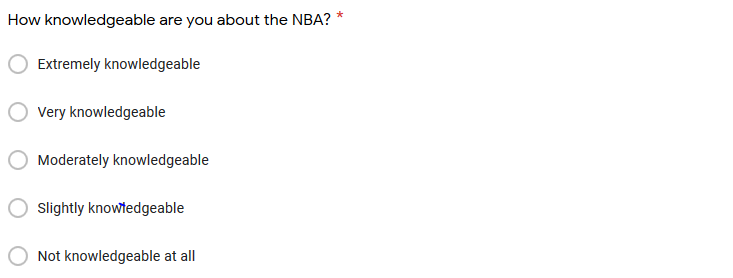 How knowledgeable are you about the NBA? *
Extremely knowledgeable
Very knowledgeable
Moderately knowledgeable
Slightly knowledgeable
Not knowledgeable at all